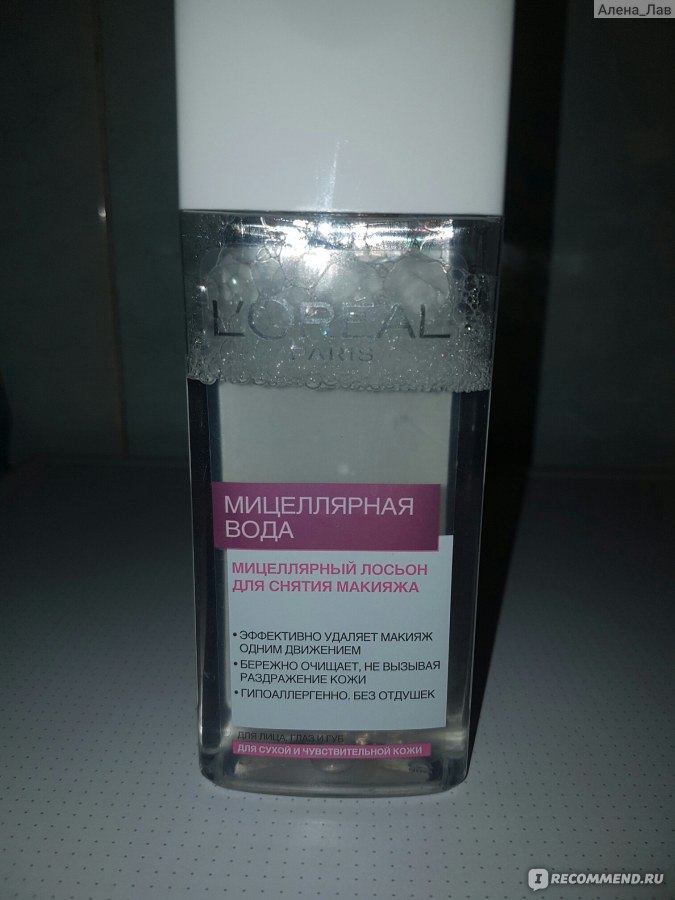 Алена_Лав
L'ORÉAL
PARIS
МИЦЕЛЛЯРНАЯ
ВОДА
МИЦЕЛЛЯРНЫЙ ЛОСЬОН
ДЛЯ СНЯТИЯ МАКИЯЖА
• ЭФФЕКТИВНО УДАЛЯЕТ МАКИЯЖ
ОДНИМ ДВИЖЕНИЕМ
• БЕРЕЖНО ОЧИЩАЕТ, НЕ ВЫЗЫВАЯ
РАЗДРАЖЕНИЕ КОЖИ
• ГИПОАЛЛЕРГЕННО. БЕЗ ОТДУШЕК
ДЛЯ ЛИЦА, ГЛАЗ И ГУБ
ДЛЯ СУХОЙ И ЧУВСТВИТЕЛЬНОЙ КОЖИ
IRECOMMEND.RU